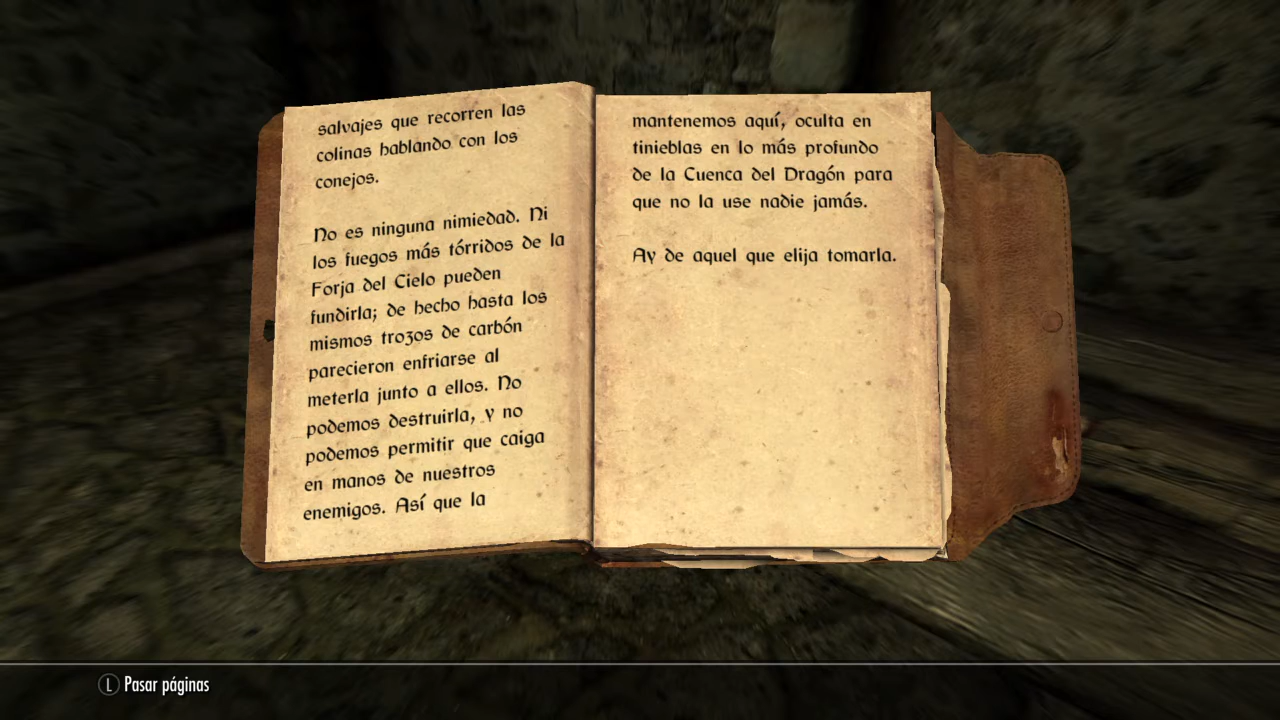 salvajes que recorren las
colinas hablando con los
conejos.
No es ninguna nimiedad. Ni
los fuegos más tórridos de la
Forja del Cielo pueden
fundirla; de hecho hasta los
mismos trozos de carbón
parecieron enfriarse al
meterla junto a ellos. No
podemos destruirla, y no
podemos permitir que caiga
en manos de nuestros
enemigos. Así que la
mantenemos aquí, oculta en
tinieblas en lo más profundo
de la Cuenca del Dragón para
que no la use nadie jamás.
Ay de aquel que elija tomarla.
L Pasar páginas